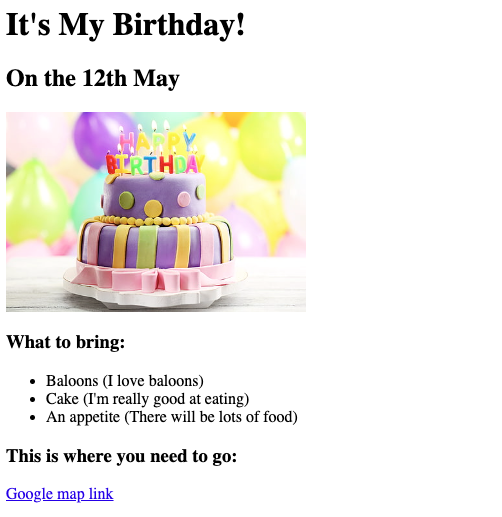 It's My Birthday!
On the 12th May
HAPPY
BIRTHDAY
What to bring:
Baloons (I love baloons)
Cake (I'm really good at eating)
An appetite (There will be lots of food)
This is where you need to go:
Google map link